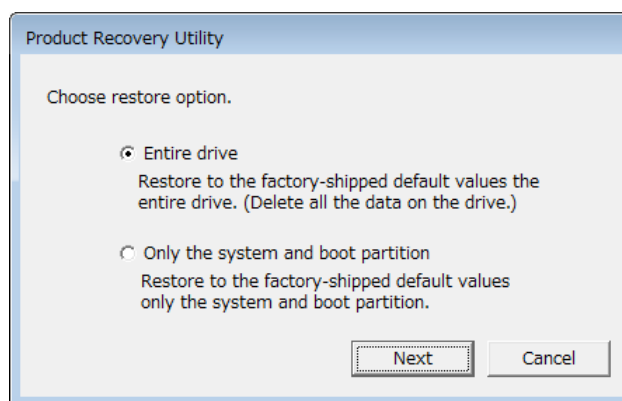 Product Recovery Utility
Choose restore option.
Entire drive
Restore to the factory-shipped default values the
entire drive. (Delete all the data on the drive.)
Only the system and boot partition
Restore to the factory-shipped default values
only the system and boot partition.
Next
Cancel